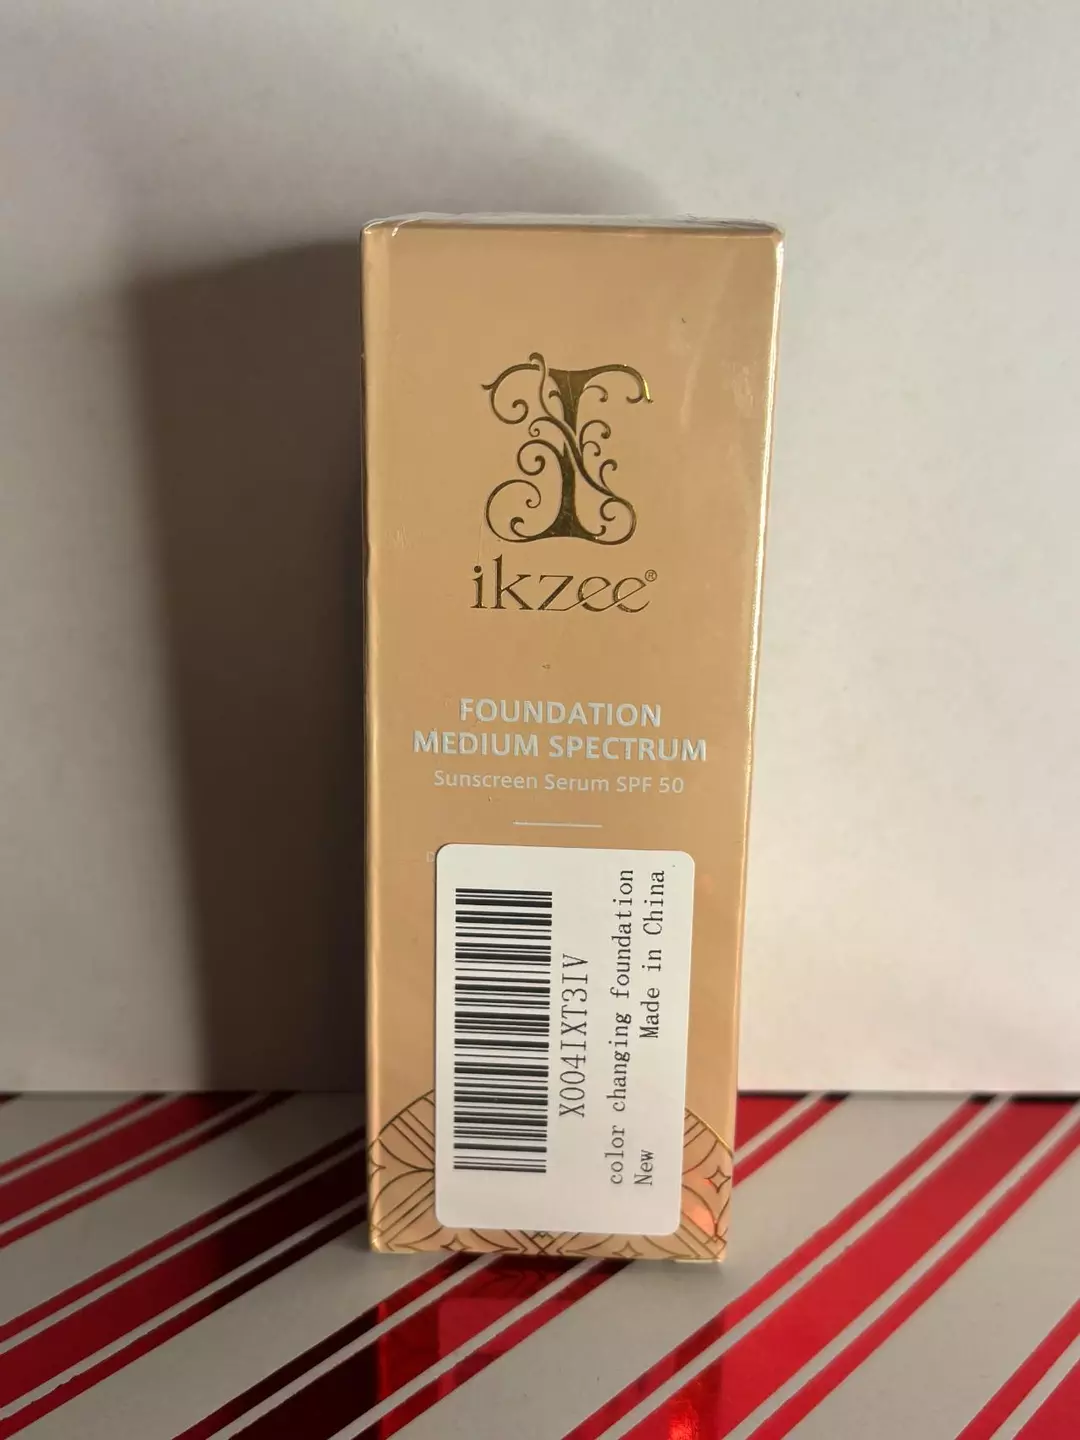 ikzee®
FOUNDATION
MEDIUM SPECTRUM
Sunscreen Serum SPF 50
X004IXT3IV
color changing foundation
New Made in China